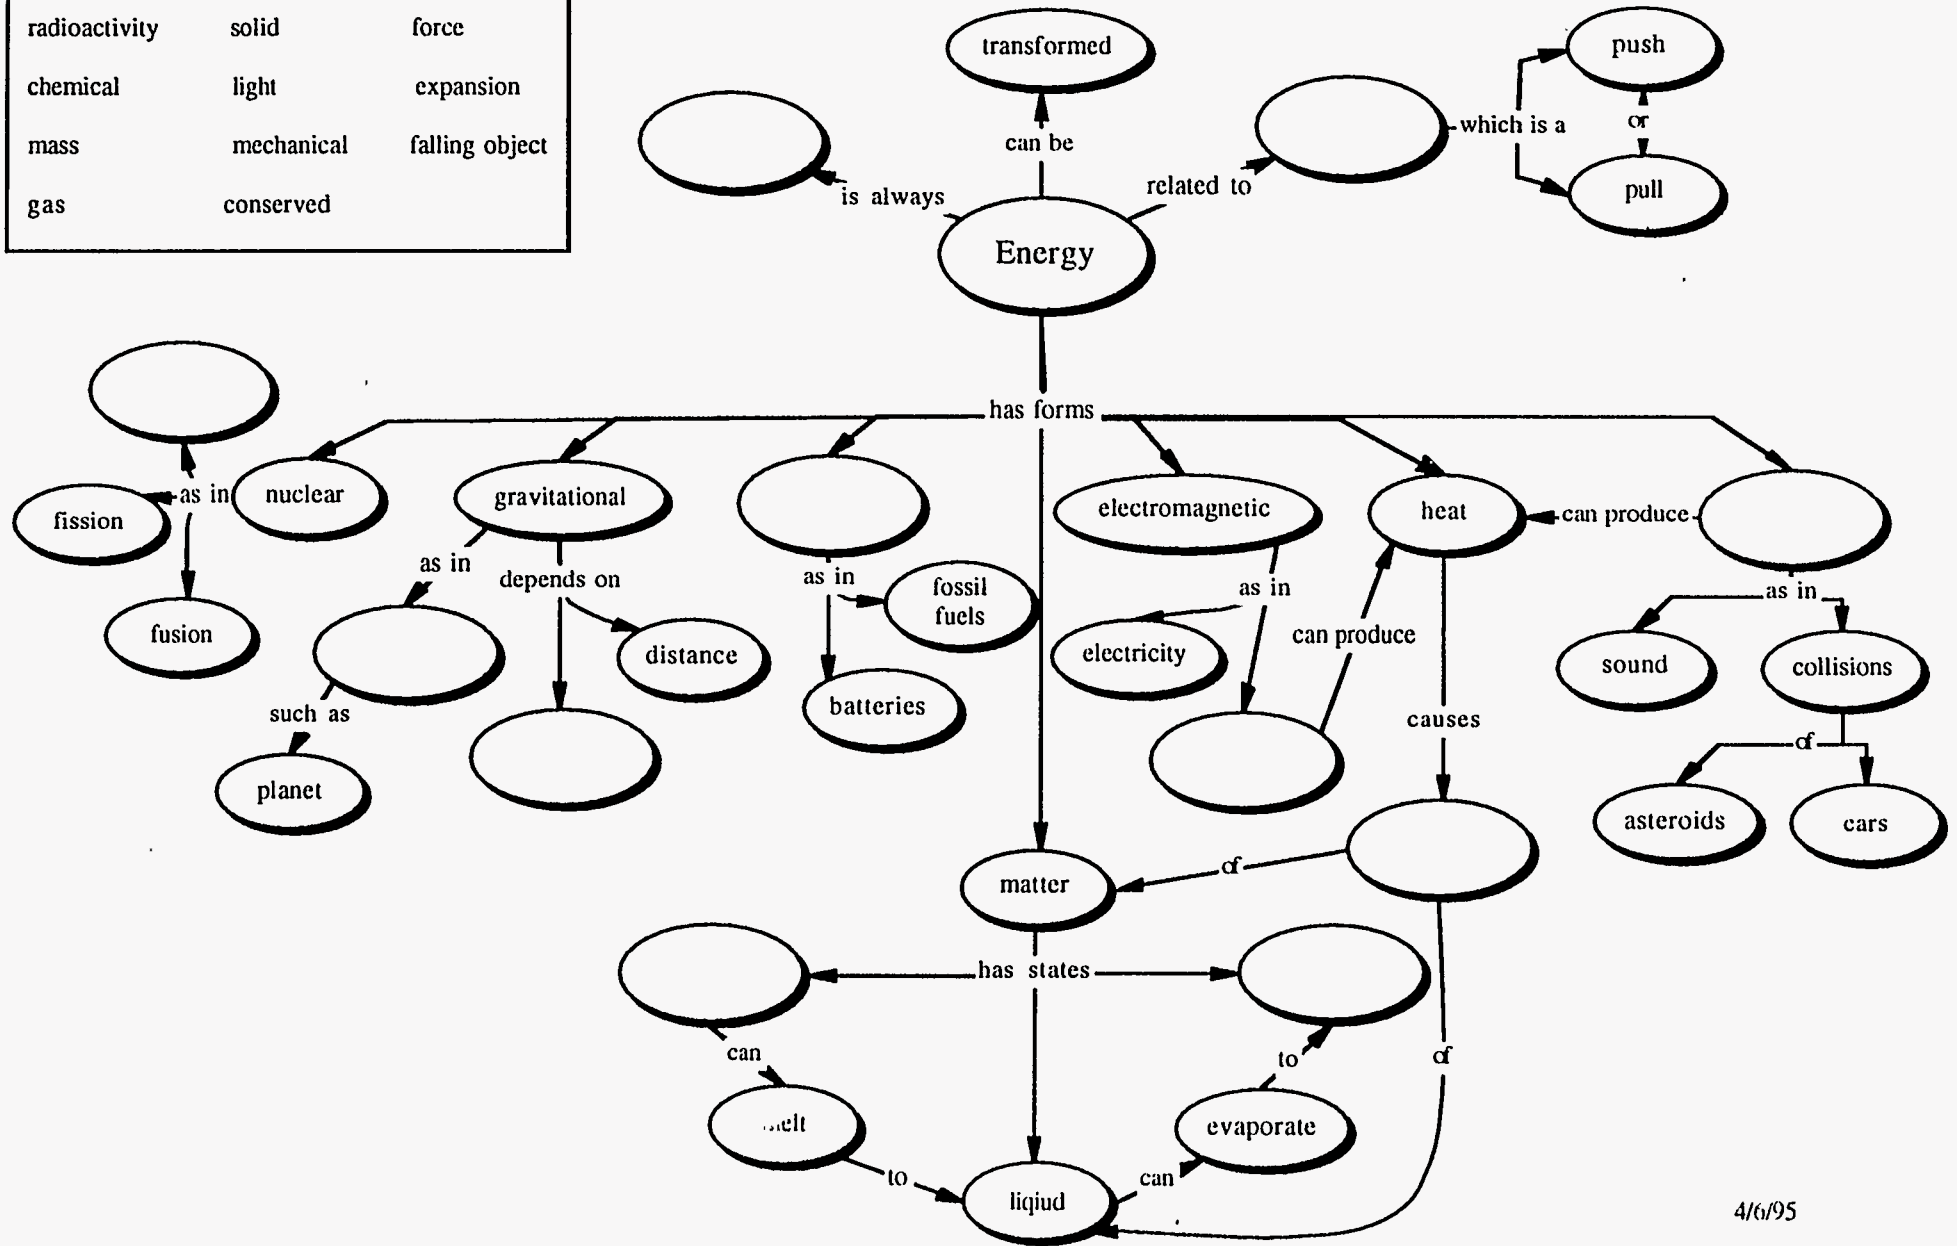 radioactivity solid force
chemical light expansion
mass mechanical falling object
gas conserved
transformed
push
can be
which is a
or
related to
pull
is always
Energy
has forms
as in
nuclear
gravitational
electromagnetic
heat
can produce
fission
as in
depends on
as in
fossil
fuels
as in
as in
fusion
distance
electricity
can produce
sound
collisions
such as
batteries
causes
of
planet
asteroids
cars
matter
of
has states
can
to
of
evaporate
to
can
liqiud
4/6/95